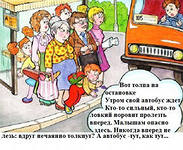 Вот толпа на
остановке
Утром свой автобус ждет.
Кто-то сильный, кто-то
ловкий норовит пролезть
вперед. Малышам опасно
здесь. Никогда вперед не
лезь: вдруг нечаянно толкнут? А автобус -тут, как тут...